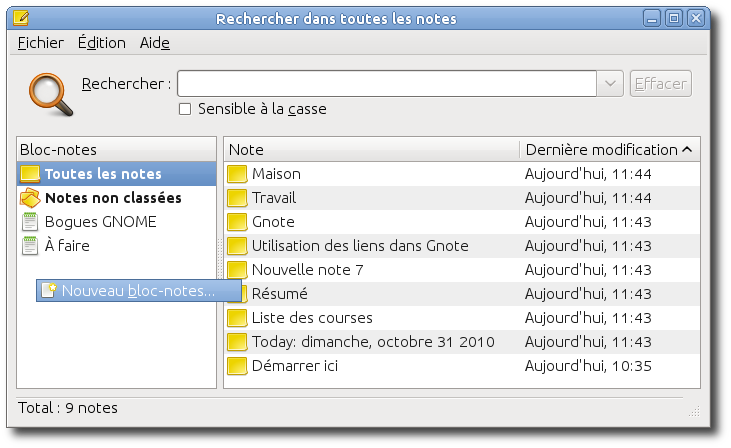 Rechercher dans toutes les notes
Fichier Édition Aide
Rechercher : Effacer
Sensible à la casse
Bloc-notes Note Dernière modification
Toutes les notes Maison Aujourd'hui, 11:44
Notes non classées Travail Aujourd'hui, 11:44
Bogues GNOME Gnote Aujourd'hui, 11:43
À faire Utilisation des liens dans Gnote Aujourd'hui, 11:43
Nouvelle note 7 Aujourd'hui, 11:43
Nouveau bloc-notes... Résumé Aujourd'hui, 11:43
Liste des courses Aujourd'hui, 11:43
Today: dimanche, octobre 31 2010 Aujourd'hui, 11:43
Démarrer ici Aujourd'hui, 10:35
Total : 9 notes